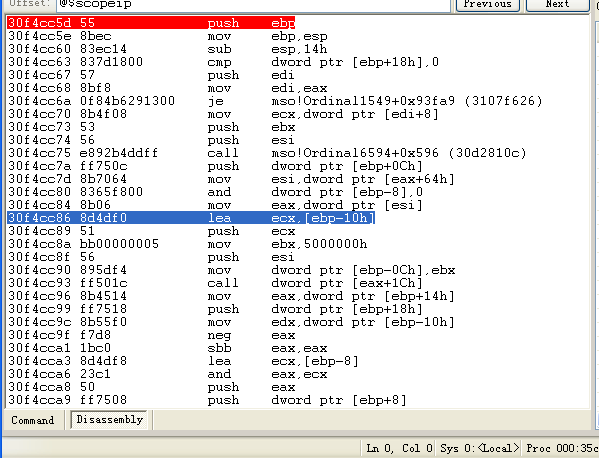 Offset: @$scopeip Previous Next
30f4cc5d 55 push ebp
30f4cc5e 8bec mov ebp,esp
30f4cc60 83ec14 sub esp,14h
30f4cc63 837d1800 cmp dword ptr [ebp+18h],0
30f4cc67 57 push edi
30f4cc68 8bf8 mov edi,eax
30f4cc6a 0f84b6291300 je mso!Ordinal1549+0x93fa9 (3107f626)
30f4cc70 8b4f08 mov ecx,dword ptr [edi+8]
30f4cc73 53 push ebx
30f4cc74 56 push esi
30f4cc75 e892b4ddff call mso!Ordinal6594+0x596 (30d2810c)
30f4cc7a ff750c push dword ptr [ebp+0Ch]
30f4cc7d 8b7064 mov esi,dword ptr [eax+64h]
30f4cc80 8365f800 and dword ptr [ebp-8],0
30f4cc84 8b06 mov eax,dword ptr [esi]
30f4cc86 8d4df0 lea ecx,[ebp-10h]
30f4cc89 51 push ecx
30f4cc8a bb00000005 mov ebx,5000000h
30f4cc8f 56 push esi
30f4cc90 895df4 mov dword ptr [ebp-0Ch],ebx
30f4cc93 ff501c call dword ptr [eax+1Ch]
30f4cc96 8b4514 mov eax,dword ptr [ebp+14h]
30f4cc99 ff7518 push dword ptr [ebp+18h]
30f4cc9c 8b55f0 mov edx,dword ptr [ebp-10h]
30f4cc9f f7d8 neg eax
30f4cca1 1bc0 sbb eax,eax
30f4cca3 8d4df8 lea ecx,[ebp-8]
30f4cca6 23c1 and eax,ecx
30f4cca8 50 push eax
30f4cca9 ff7508 push dword ptr [ebp+8]
Command Disassembly
Ln 0, Col 0 Sys 0:<Local> Proc 000:35c